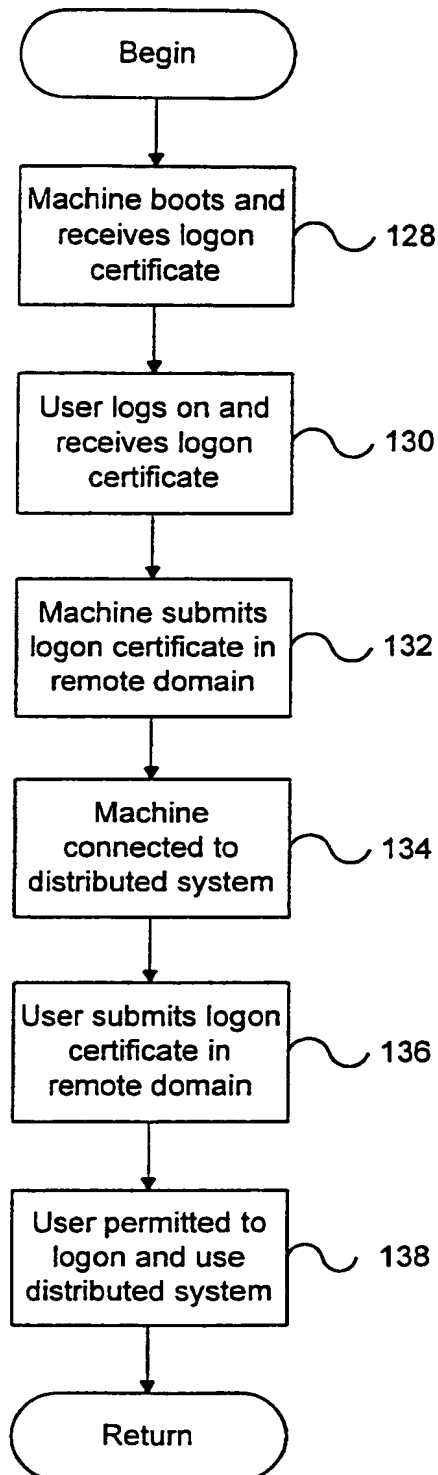 Begin
Machine boots and
receives logon
certificate
128
User logs on and
receives logon
certificate
130
Machine submits
logon certificate in
remote domain
132
Machine
connected to
distributed system
134
User submits logon
certificate in
remote domain
136
User permitted to
logon and use
distributed system
138
Return